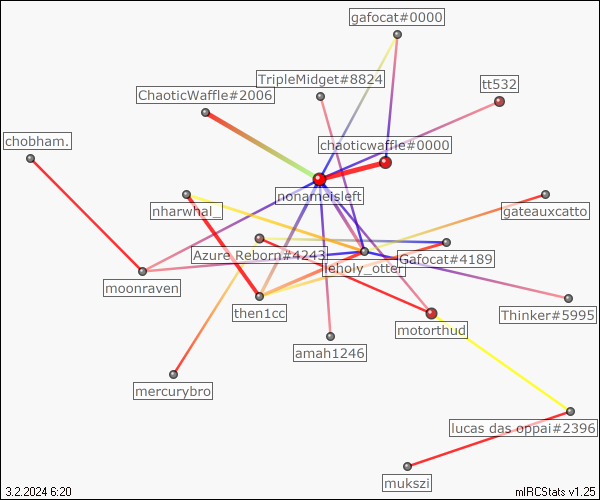 gafocat#0000
TripleMidget#8824
tt532
ChaoticWaffle#2006
chobham.
chaoticwaffle#0000
nonameisleft
nharwhal_
gateauxcatto
Azure Reborn#4243
leholy_otter
Gafocat#4189
moonraven
then1cc
Thinker#5995
motorthud
amah1246
mercurybro
lucas das oppai#2396
mukszi
3.2.2024 6:20
mIRCStats v1.25